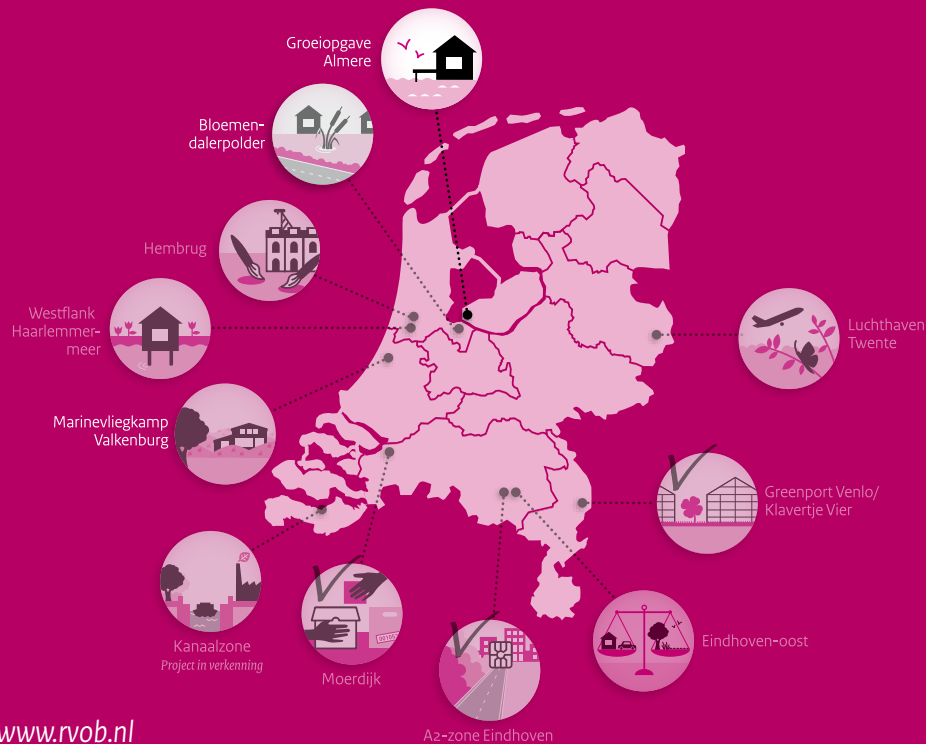 Groeiopgave
Almere
Bloemen-
dalerpolder
Hembrug
Westflank
Haarlemmer-
meer
Luchthaven
Twente
Marinevliegkamp
Valkenburg
Greenport Venlo/
Klavertje Vier
Kanaalzone
Project in verkenning
Moerdijk
00105
Eindhoven-oost
A2-zone Eindhoven
www.rvob.nl